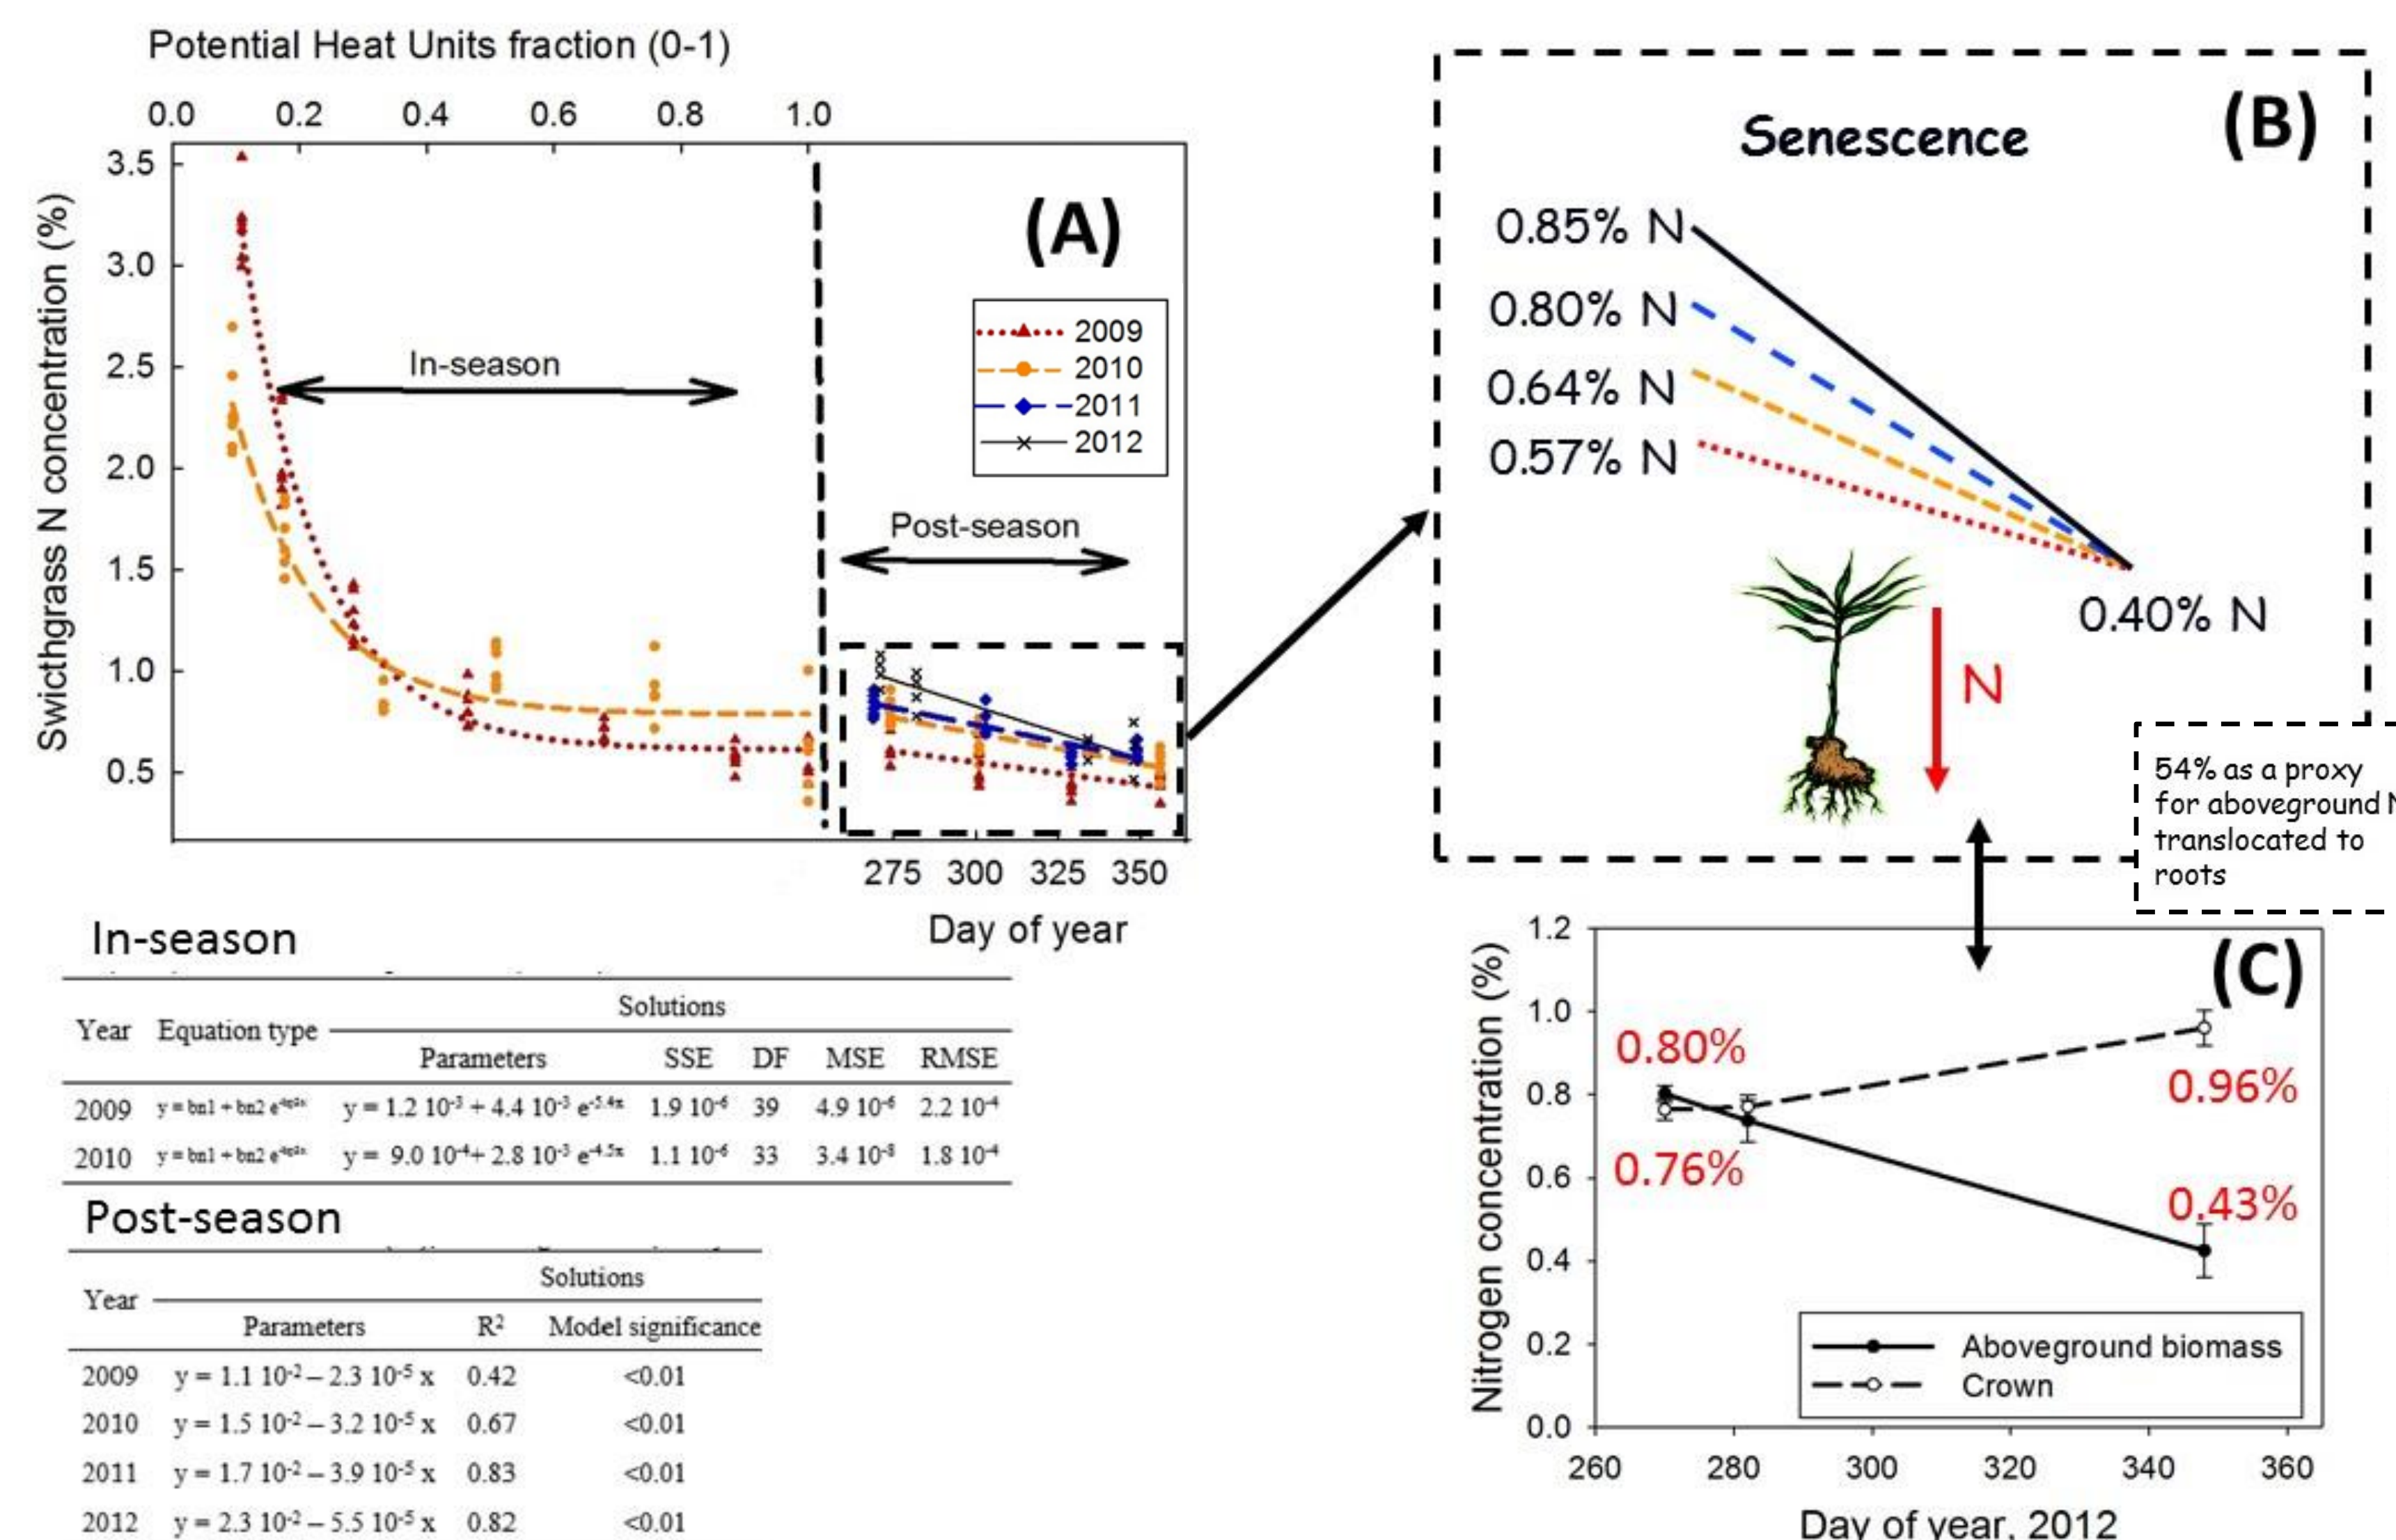 Potential Heat Units fraction (0-1)
0.0 0.2 0.4 0.6 0.8 1.0
Swicthgrass N concentration (%)
3.5
3.0
2.5
2.0
1.5
1.0
0.5
(A)
In-season
2009
2010
2011
2012
Post-season
275 300 325 350
Day of year
(B)
Senescence
0.85% N
0.80% N
0.64% N
0.57% N
0.40% N
N
54% as a proxy
for aboveground N
translocated to
roots
(C)
Nitrogen concentration (%)
1.2
1.0
0.8
0.6
0.4
0.2
0.0
0.80%
0.76%
0.96%
0.43%
Aboveground biomass
Crown
260 280 300 320 340 360
Day of year, 2012
In-season
Solutions
Year Equation type
Parameters SSE DF MSE RMSE
2009 y = bn1 + bn2 e y = 1.2 10⁻³ + 4.4 10⁻³ e⁻⁵·⁴ˣ 1.9 10⁻⁶ 39 4.9 10⁻⁶ 2.2 10⁻⁴
2010 y = bn1 + bn2 e y = 9.0 10⁻⁴ + 2.8 10⁻³ e⁻⁴·⁵ˣ 1.1 10⁻⁶ 33 3.4 10⁻⁸ 1.8 10⁻⁴
Post-season
Solutions
Year
Parameters R² Model significance
2009 y = 1.1 10⁻² – 2.3 10⁻⁵ x 0.42 <0.01
2010 y = 1.5 10⁻² – 3.2 10⁻⁵ x 0.67 <0.01
2011 y = 1.7 10⁻² – 3.9 10⁻⁵ x 0.83 <0.01
2012 y = 2.3 10⁻² – 5.5 10⁻⁵ x 0.82 <0.01